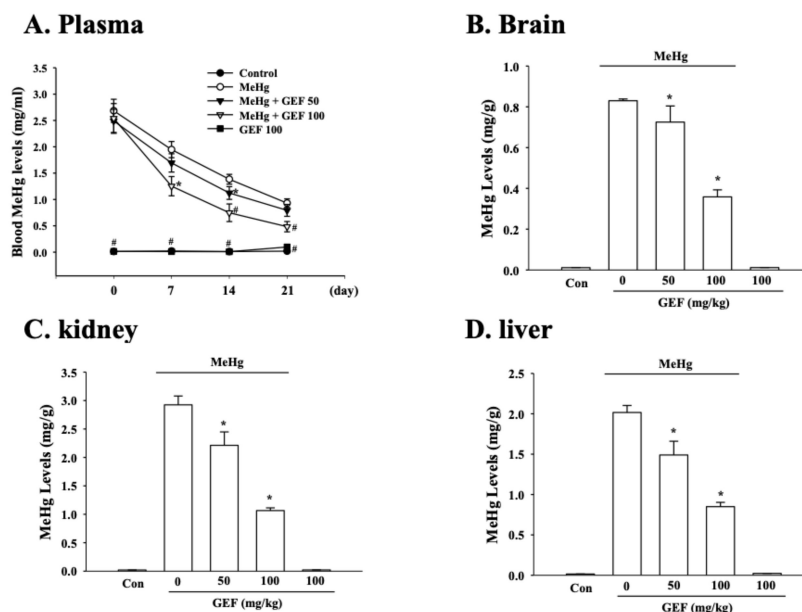 A. Plasma
Blood MeHg levels (mg/ml)
3.5
3.0
2.5
2.0
1.5
1.0
0.5
0.0
Control
MeHg
MeHg + GEF 50
MeHg + GEF 100
GEF 100
*
*
#
#
# # # #
0 7 14 21 (day)
B. Brain
MeHg
MeHg Levels (mg/g)
1.0
0.8
0.6
0.4
0.2
0.0
*
*
Con 0 50 100 100
GEF (mg/kg)
C. kidney
MeHg
MeHg Levels (mg/g)
3.5
3.0
2.5
2.0
1.5
1.0
0.5
0.0
*
*
Con 0 50 100 100
GEF (mg/kg)
D. liver
MeHg
MeHg Levels (mg/g)
2.5
2.0
1.5
1.0
0.5
0.0
*
*
Con 0 50 100 100
GEF (mg/kg)